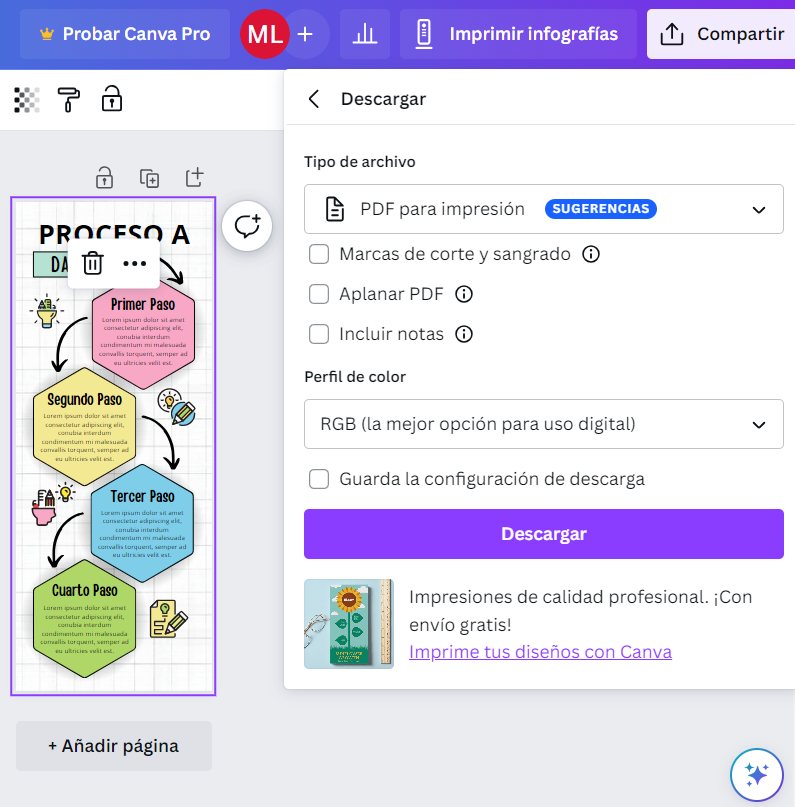 Probar Canva Pro
ML
Imprimir infografías
Compartir
Descargar
Tipo de archivo
PDF para impresión
SUGERENCIAS
Marcas de corte y sangrado
Aplanar PDF
Incluir notas
Perfil de color
RGB (la mejor opción para uso digital)
Guarda la configuración de descarga
Descargar
Impresiones de calidad profesional. ¡Con
envío gratis!
Imprime tus diseños con Canva
PROCESO A
DA
Primer Paso
Lorem ipsum dolor sit amet
consectetur adipiscing elit,
conubia interdum
condimentum mi malesuada
convallis torquent, semper ad
eu ultricies velit est.
Segundo Paso
Lorem ipsum dolor sit amet
consectetur adipiscing elit,
conubia interdum
condimentum mi malesuada
convallis torquent, semper ad
eu ultricies velit est.
Tercer Paso
Lorem ipsum dolor sit amet
consectetur adipiscing elit,
conubia interdum
condimentum mi malesuada
convallis torquent, semper ad
eu ultricies velit est.
Cuarto Paso
Lorem ipsum dolor sit amet
consectetur adipiscing elit,
conubia interdum
condimentum mi malesuada
convallis torquent, semper ad
eu ultricies velit est.
+ Añadir página